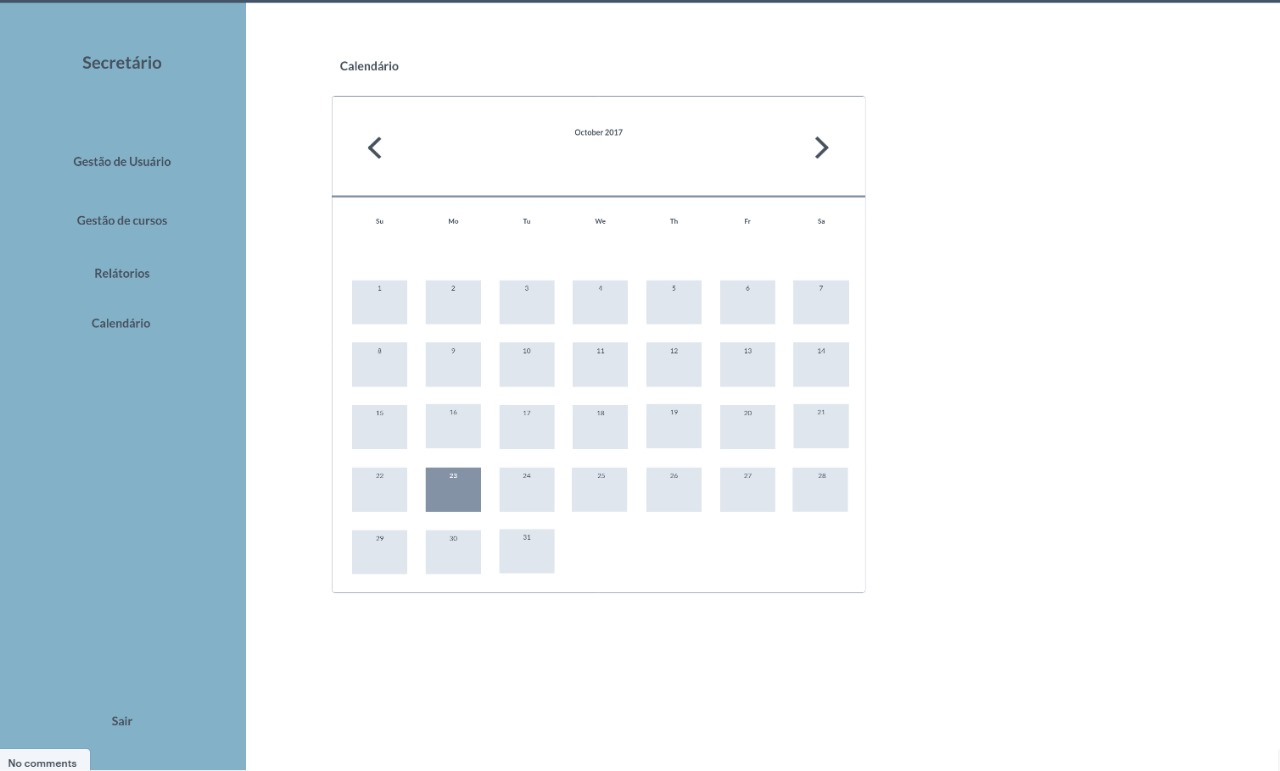 Secretário
Gestão de Usuário
Gestão de cursos
Relátorios
Calendário
Sair
No comments
Calendário
October 2017
Su Mo Tu We Th Fr Sa
1 2 3 4 5 6 7
8 9 10 11 12 13 14
15 16 17 18 19 20 21
22 23 24 25 26 27 28
29 30 31